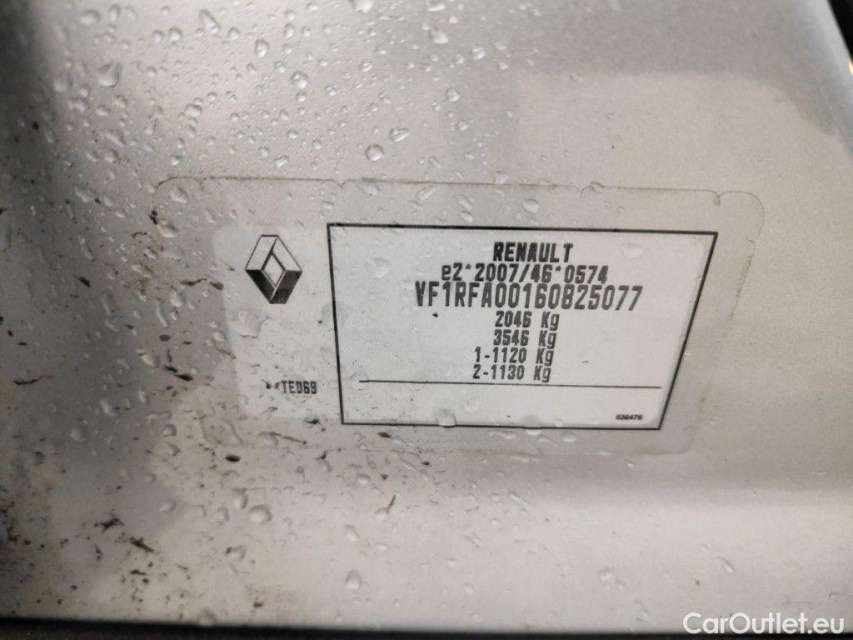 RENAULT
e2*2007/46*0574
VF1RFA00160825077
2046 Kg
3546 Kg
1-1120 Kg
2-1130 Kg
TED69
CarOutlet.eu